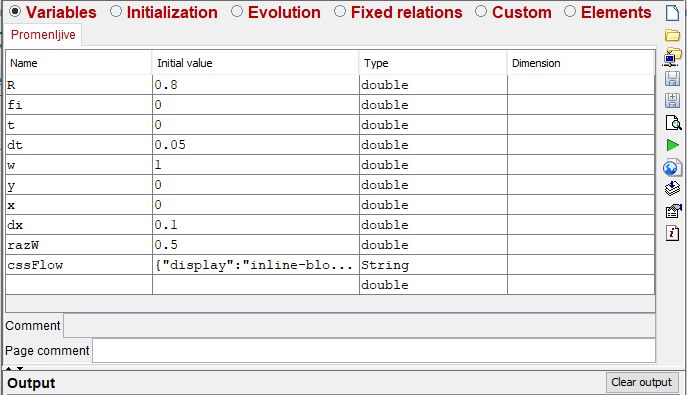 Variables Initialization Evolution Fixed relations Custom Elements
Promenljive
Name Initial value Type Dimension
R 0.8 double
fi 0 double
t 0 double
dt 0.05 double
w 1 double
y 0 double
x 0 double
dx 0.1 double
razW 0.5 double
cssFlow {"display":"inline-blo... String
double
Comment
Page comment
Output Clear output